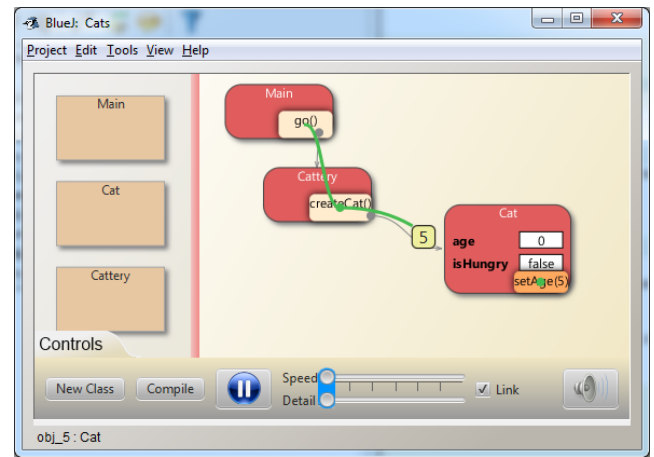 BlueJ: Cats
Project Edit Tools View Help
Main
Cat
Cattery
Main
go()
Cattery
createCat()
5
Cat
age 0
isHungry false
setAge(5)
Controls
New Class Compile
Speed
Detail
Link
obj_5 : Cat